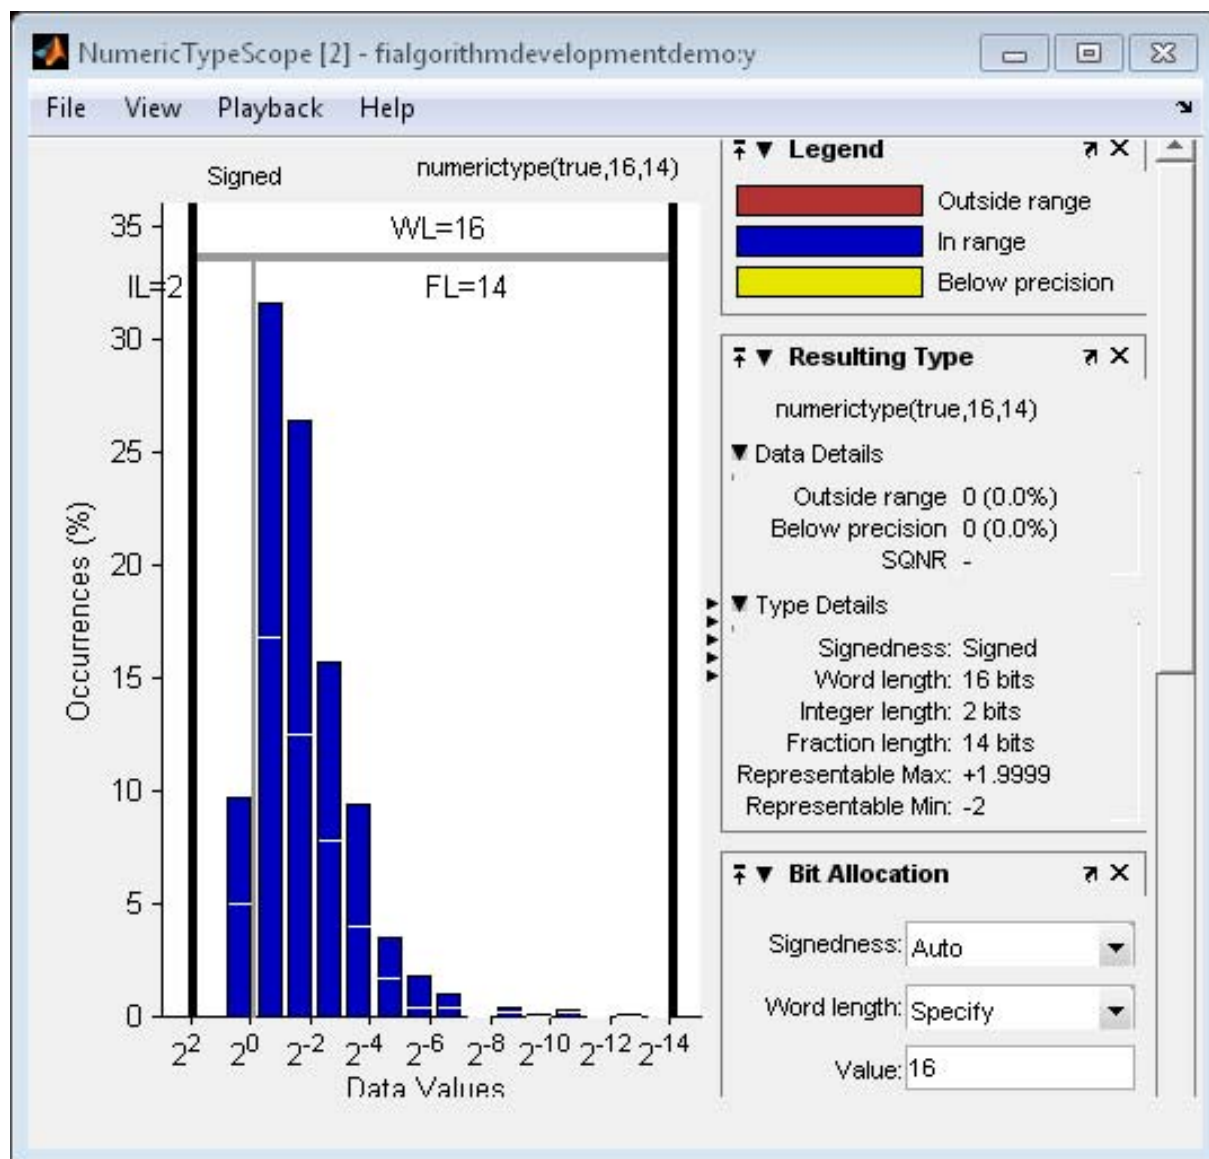 NumericTypeScope [2] - fialgorithmdevelopmentdemo:y
File View Playback Help
Signed numerictype(true,16,14)
WL=16
IL=2 FL=14
35
30
25
20
15
10
5
0
Occurrences (%)
2^2 2^0 2^-2 2^-4 2^-6 2^-8 2^-10 2^-12 2^-14
Data Values
Legend
Outside range
In range
Below precision
Resulting Type
numerictype(true,16,14)
Data Details
Outside range 0 (0.0%)
Below precision 0 (0.0%)
SQNR -
Type Details
Signedness: Signed
Word length: 16 bits
Integer length: 2 bits
Fraction length: 14 bits
Representable Max: +1.9999
Representable Min: -2
Bit Allocation
Signedness: Auto
Word length: Specify
Value: 16